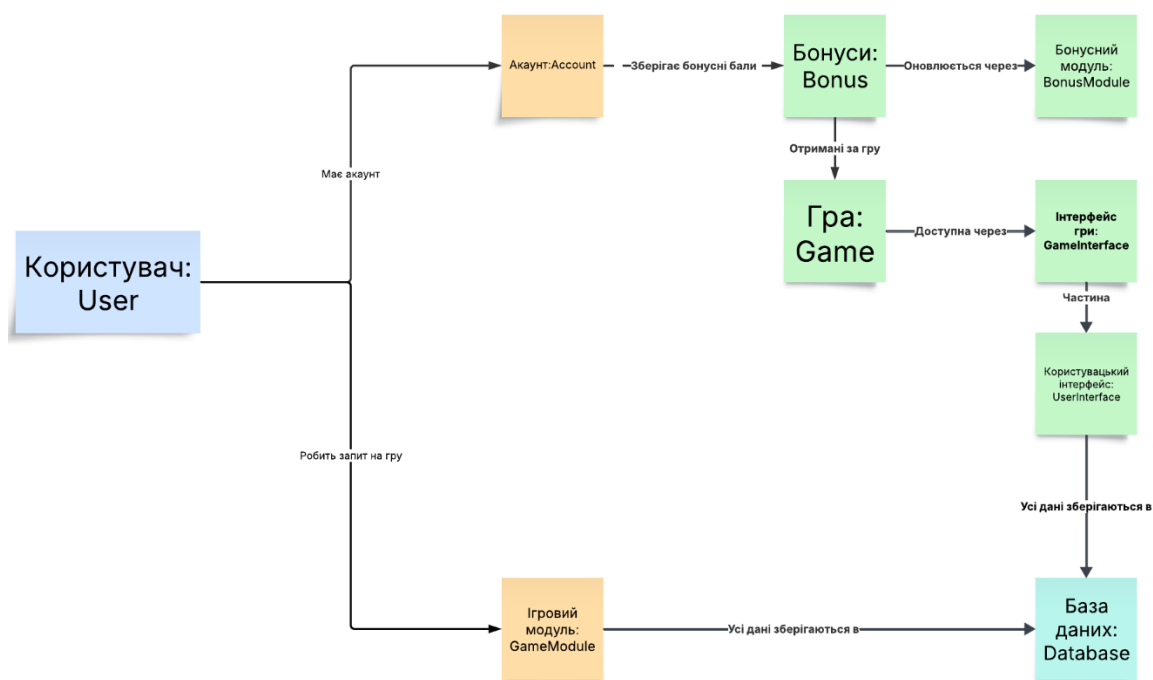 Акаунт:Account
Зберігає бонусні бали
Бонуси:
Bonus
Оновлюється через
Бонусний
модуль:
BonusModule
Отримані за гру
Має акаунт
Гра:
Game
Доступна через
Інтерфейс
гри:
GameInterface
Користувач:
User
Частина
Користувацький
інтерфейс:
UserInterface
Робить запит на гру
Усі дані зберігаються в
Ігровий
модуль:
GameModule
Усі дані зберігаються в
База
даних:
Database